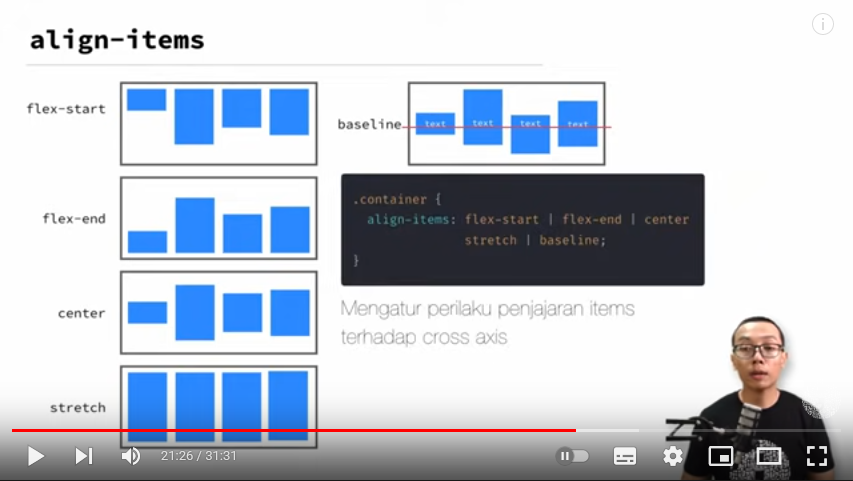 align-items
flex-start
baseline
text text text text
flex-end
.container {
align-items: flex-start | flex-end | center
stretch | baseline;
}
center
Mengatur perilaku penjajaran items
terhadap cross axis
stretch
21:26 / 31:31